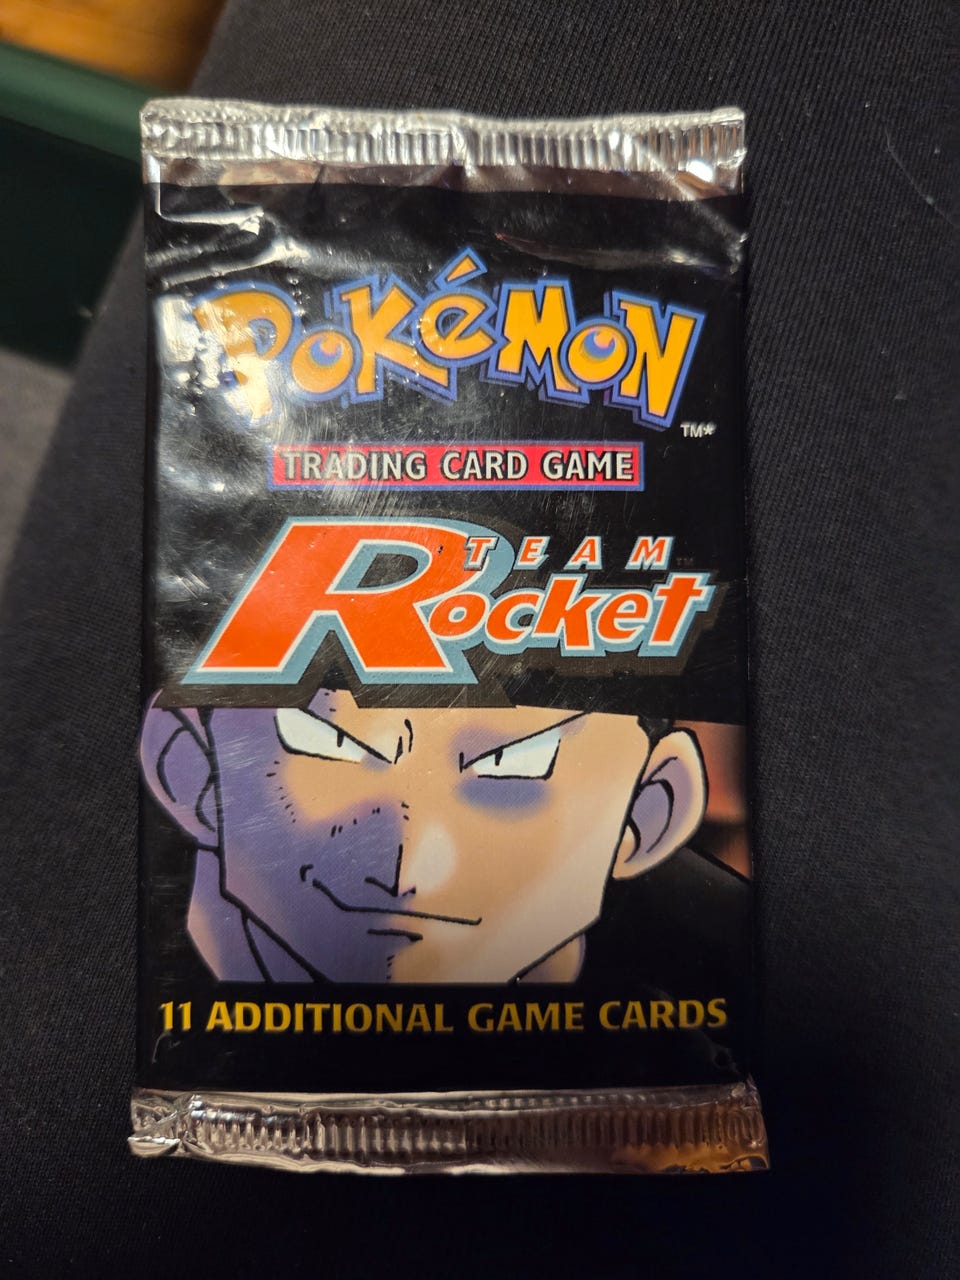 POKéMON
TM*
TRADING CARD GAME
TEAM
Rocket
11 ADDITIONAL GAME CARDS